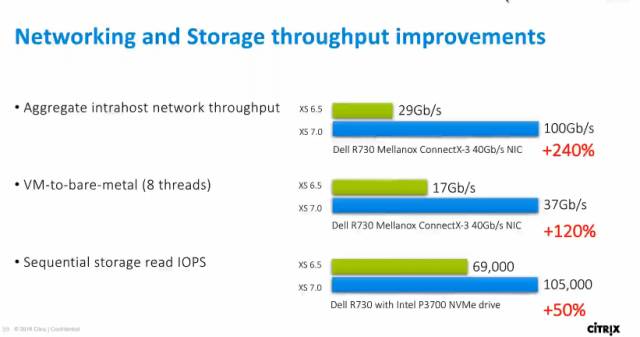 Networking and Storage throughput improvements
• Aggregate intrahost network throughput
XS 6.5
29Gb/s
XS 7.0
100Gb/s
Dell R730 Mellanox ConnectX-3 40Gb/s NIC
+240%
• VM-to-bare-metal (8 threads)
XS 6.5
17Gb/s
XS 7.0
37Gb/s
Dell R730 Mellanox ConnectX-3 40Gb/s NIC
+120%
• Sequential storage read IOPS
XS 6.5
69,000
XS 7.0
105,000
Dell R730 with Intel P3700 NVMe drive
+50%
© 2016 Citrix | Confidential
CITRIX